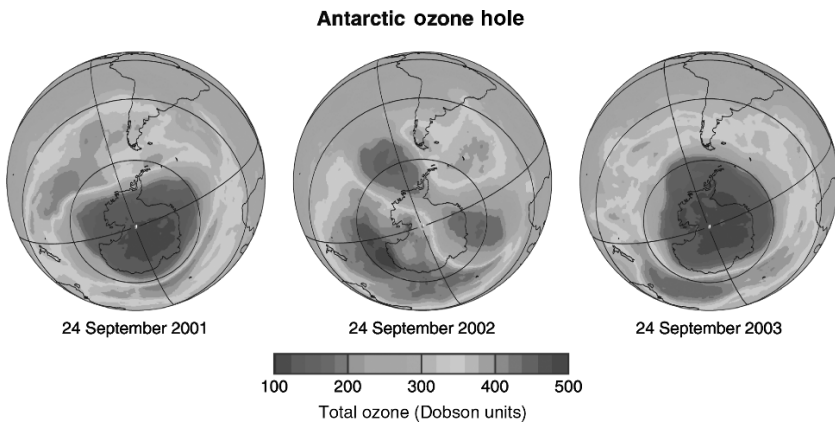 Antarctic ozone hole
24 September 2001
24 September 2002
24 September 2003
100 200 300 400 500
Total ozone (Dobson units)